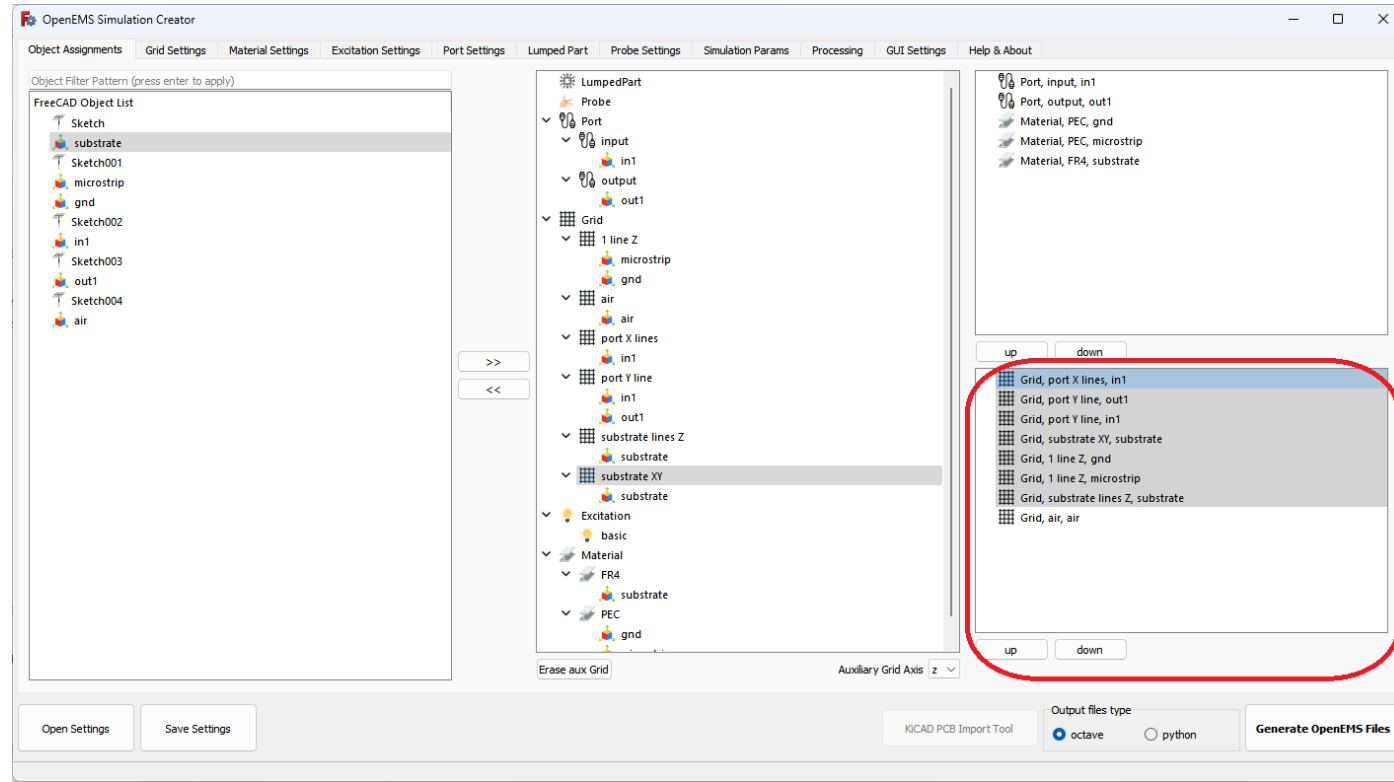 OpenEMS Simulation Creator
Object Assignments Grid Settings Material Settings Excitation Settings Port Settings Lumped Part Probe Settings Simulation Params Processing GUI Settings Help & About
Object Filter Pattern (press enter to apply)
FreeCAD Object List
Sketch
substrate
Sketch001
microstrip
gnd
Sketch002
in1
Sketch003
out1
Sketch004
air
>>
<<
LumpedPart
Probe
Port
input
in1
output
out1
Grid
1 line Z
microstrip
gnd
air
air
port X lines
in1
port Y line
in1
out1
substrate lines Z
substrate
substrate XY
substrate
Excitation
basic
Material
FR4
substrate
PEC
gnd
Erase aux Grid
Auxiliary Grid Axis z
Port, input, in1
Port, output, out1
Material, PEC, gnd
Material, PEC, microstrip
Material, FR4, substrate
up down
Grid, port X lines, in1
Grid, port Y line, out1
Grid, port Y line, in1
Grid, substrate XY, substrate
Grid, 1 line Z, gnd
Grid, 1 line Z, microstrip
Grid, substrate lines Z, substrate
Grid, air, air
up down
Open Settings Save Settings
KiCAD PCB Import Tool
Output files type
octave python
Generate OpenEMS Files